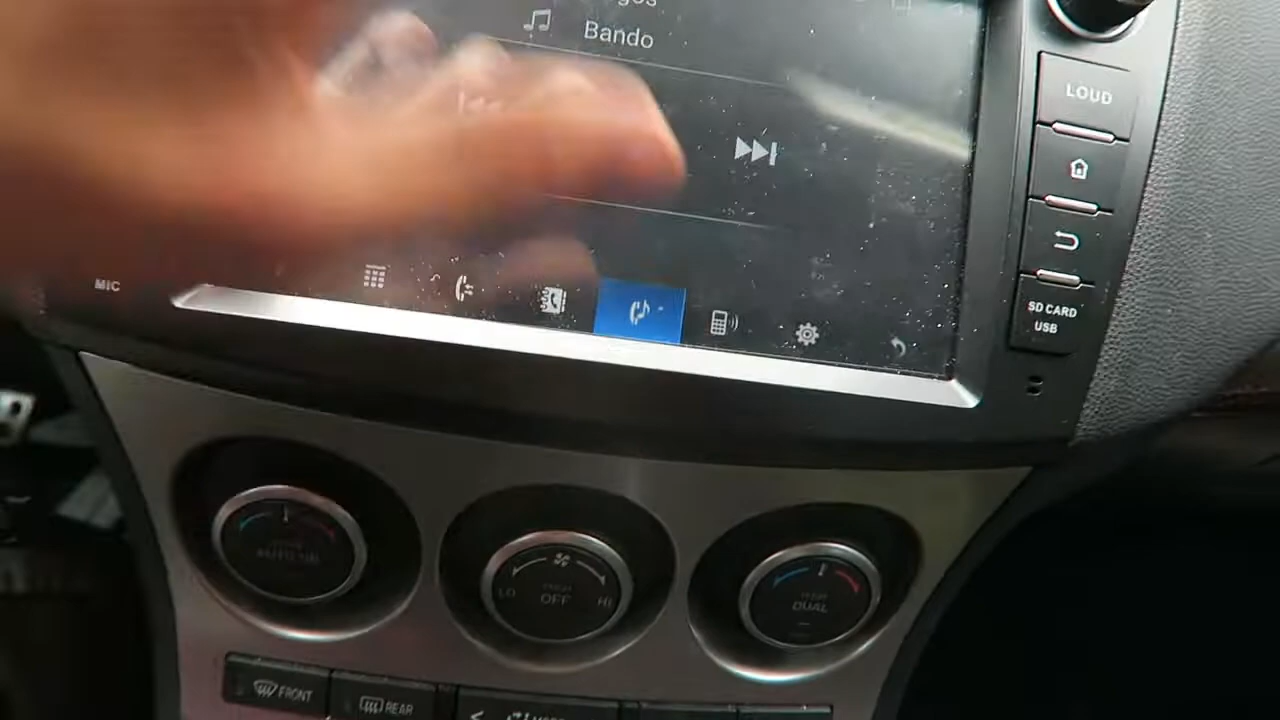 Bando
LOUD
MIC
SD CARD
USB
LO
OFF
HI
DUAL
FRONT
REAR